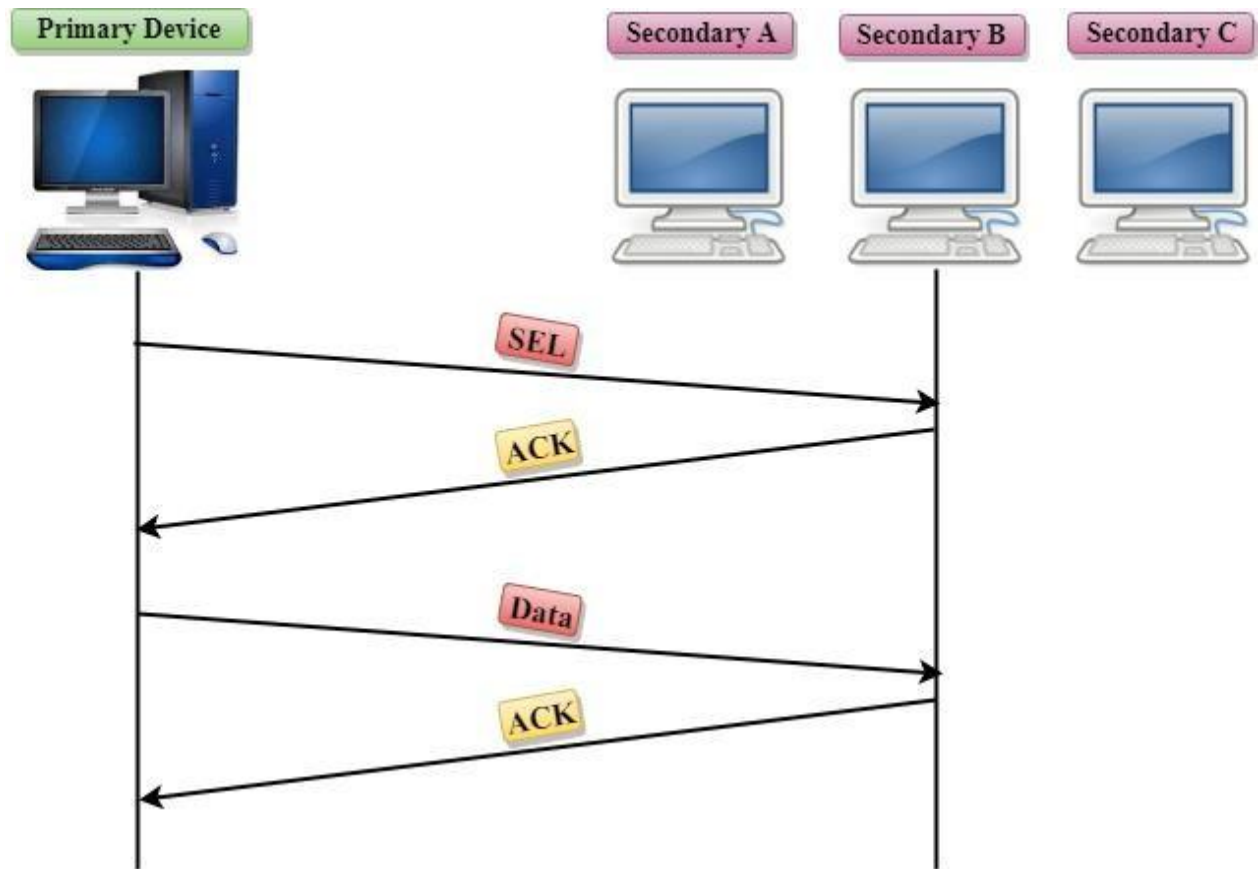 Primary Device
Secondary A
Secondary B
Secondary C
SEL
ACK
Data
ACK